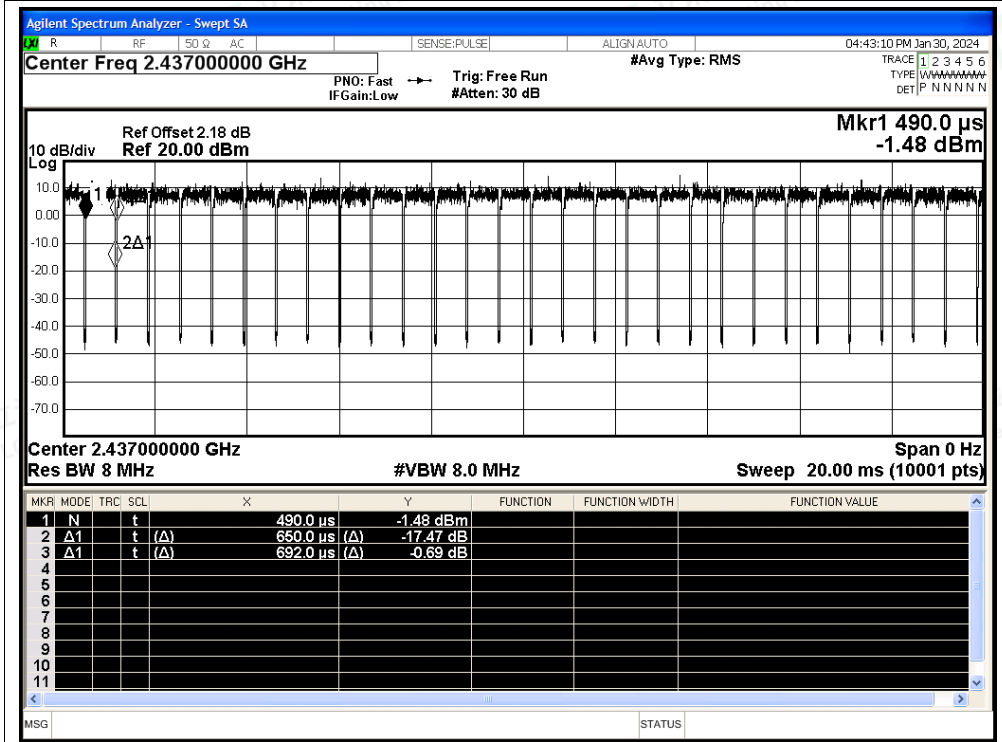 Agilent Spectrum Analyzer - Swept SA
LXI R RF 50 Ω AC SENSE:PULSE ALIGN AUTO 04:43:10 PM Jan 30, 2024
Center Freq 2.437000000 GHz #Avg Type: RMS TRACE 1 2 3 4 5 6
PNO: Fast Trig: Free Run TYPE
IFGain:Low #Atten: 30 dB DET P N N N N N
Mkr1 490.0 µs
Ref Offset 2.18 dB
10 dB/div Ref 20.00 dBm -1.48 dBm
Log
10.0
1
0.00
-10.0
2Δ1
-20.0
-30.0
-40.0
-50.0
-60.0
-70.0
Center 2.437000000 GHz Span 0 Hz
Res BW 8 MHz #VBW 8.0 MHz Sweep 20.00 ms (10001 pts)
MKR MODE TRC SCL X Y FUNCTION FUNCTION WIDTH FUNCTION VALUE
1 N t 490.0 µs -1.48 dBm
2 Δ1 t (Δ) 650.0 µs (Δ) -17.47 dB
3 Δ1 t (Δ) 692.0 µs (Δ) -0.69 dB
4
5
6
7
8
9
10
11
MSG STATUS